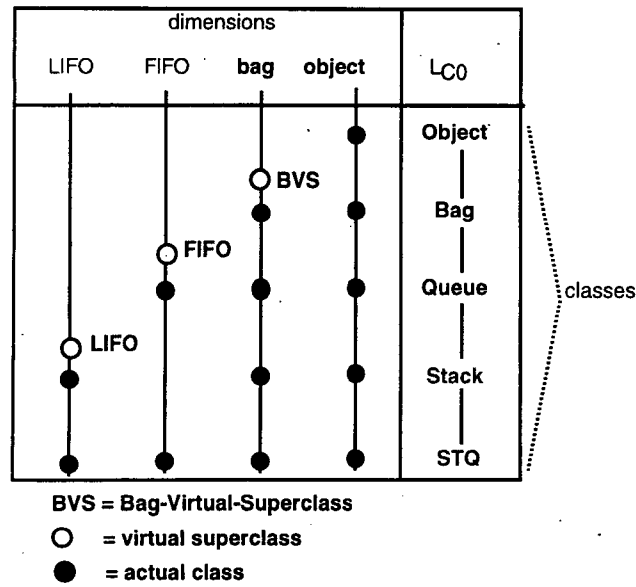 dimensions
LIFO FIFO bag object L_C0
Object
BVS
Bag
FIFO
Queue
classes
LIFO
Stack
STQ
BVS = Bag-Virtual-Superclass
= virtual superclass
= actual class